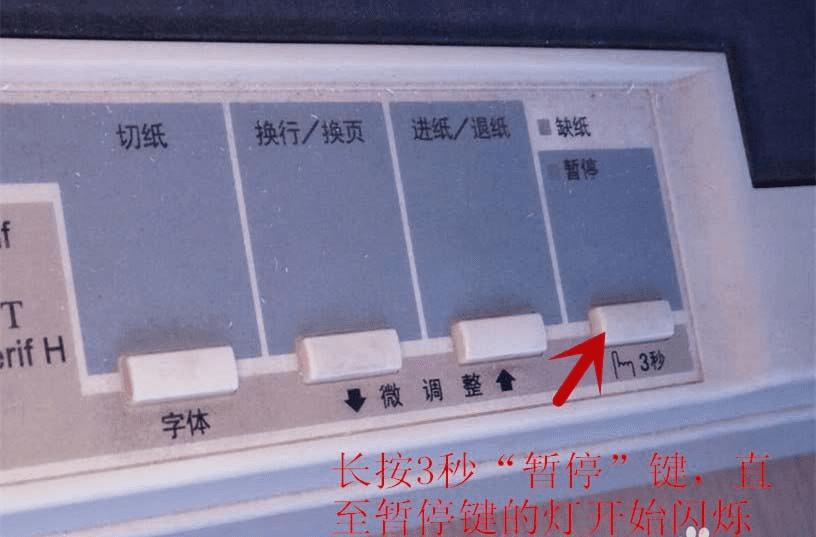 切纸
换行/换页
进纸/退纸
缺纸
暂停
f
T
erif H
字体
微 调 整
3秒
长按3秒“暂停”键，直
至暂停键的灯开始闪烁